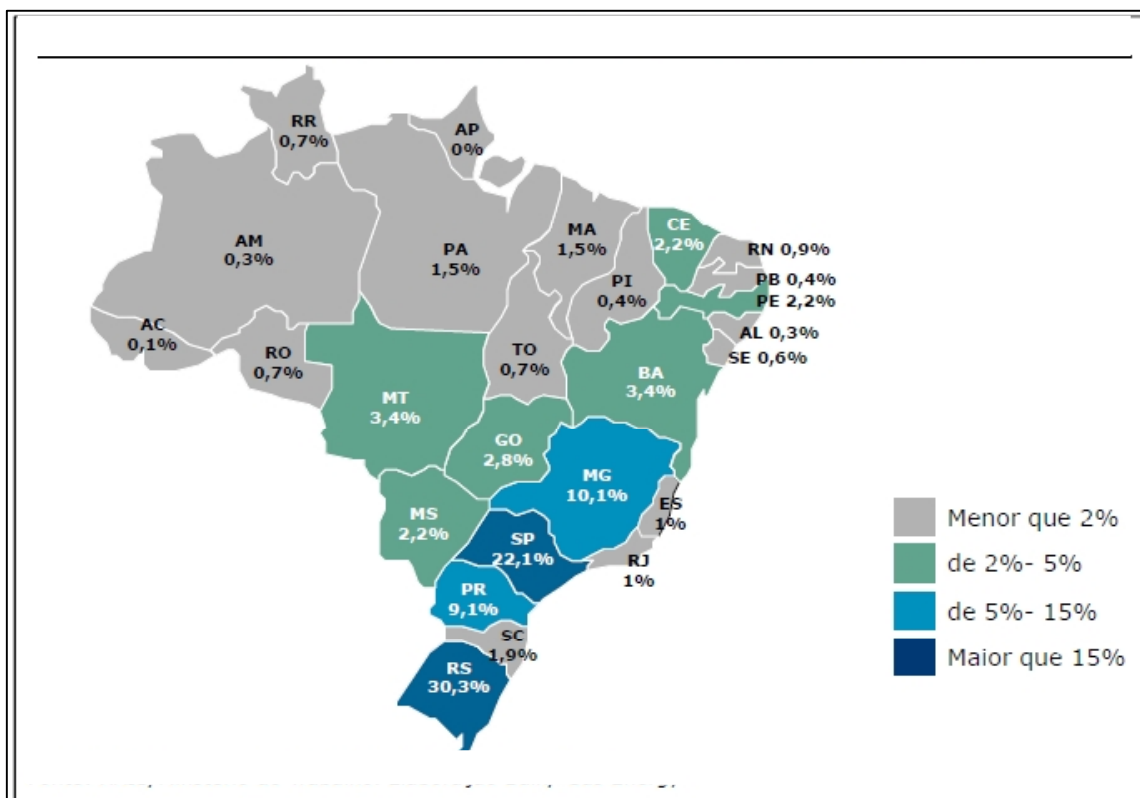 RR
0,7%
AP
0%
AM
0,3%
PA
1,5%
MA
1,5%
CE
2,2%
RN 0,9%
PI
0,4%
PB 0,4%
PE 2,2%
AC
0,1%
RO
0,7%
TO
0,7%
AL 0,3%
SE 0,6%
MT
3,4%
BA
3,4%
GO
2,8%
MG
10,1%
MS
2,2%
ES
1%
SP
22,1%
RJ
1%
PR
9,1%
SC
1,9%
RS
30,3%
Menor que 2%
de 2%- 5%
de 5%- 15%
Maior que 15%